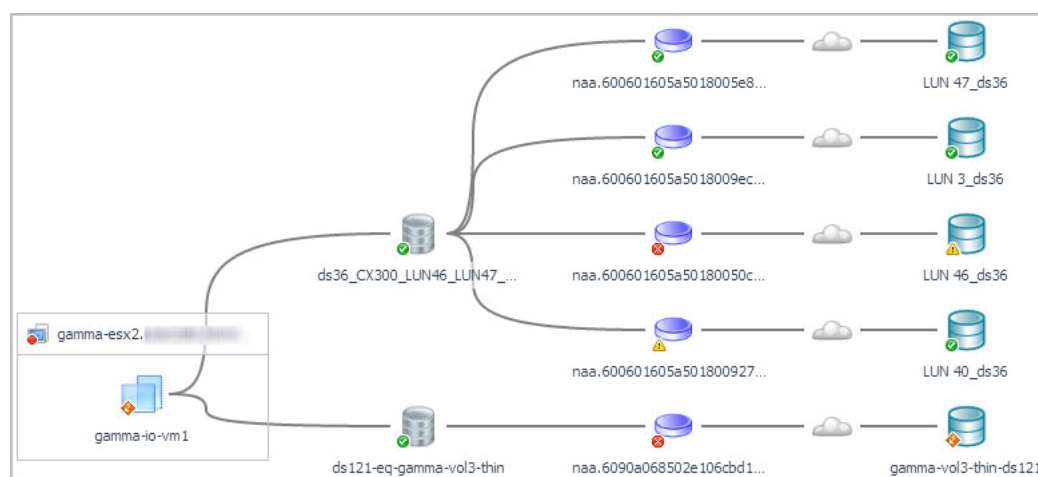 naa.600601605a5018005e8...
LUN 47_ds36
naa.600601605a5018009ec...
LUN 3_ds36
ds36_CX300_LUN46_LUN47_...
naa.600601605a50180050c...
LUN 46_ds36
gamma-esx2.
naa.600601605a501800927...
LUN 40_ds36
gamma-io-vm1
ds121-eq-gamma-vol3-thin
naa.6090a068502e106cbd1...
gamma-vol3-thin-ds121